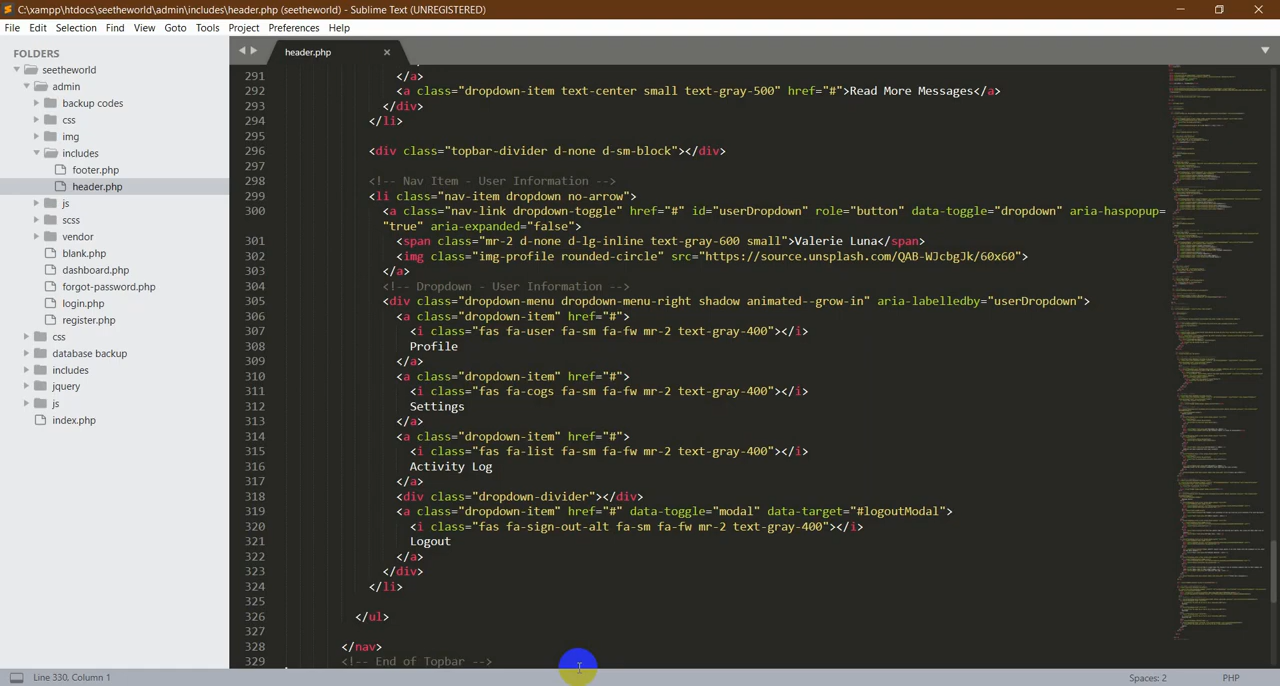 C:\xampp\htdocs\seetheworld\admin\includes\header.php (seetheworld) - Sublime Text (UNREGISTERED)
File Edit Selection Find View Goto Tools Project Preferences Help
FOLDERS
seetheworld
admin
backup codes
css
img
includes
footer.php
header.php
js
scss
vendor
blank.php
dashboard.php
forgot-password.php
login.php
register.php
css
database backup
includes
jquery
js
index.php
header.php
291 </a>
292 <a class="dropdown-item text-center small text-gray-500" href="#">Read More Messages</a>
293 </div>
294 </li>
295
296 <div class="topbar-divider d-none d-sm-block"></div>
297
298 <!-- Nav Item - User Information -->
299 <li class="nav-item dropdown no-arrow">
300 <a class="nav-link dropdown-toggle" href="#" id="userDropdown" role="button" data-toggle="dropdown" aria-haspopup=
"true" aria-expanded="false">
301 <span class="mr-2 d-none d-lg-inline text-gray-600 small">Valerie Luna</span>
302 <img class="img-profile rounded-circle" src="https://source.unsplash.com/QAB-WJcbgJk/60x60">
303 </a>
304 <!-- Dropdown - User Information -->
305 <div class="dropdown-menu dropdown-menu-right shadow animated--grow-in" aria-labelledby="userDropdown">
306 <a class="dropdown-item" href="#">
307 <i class="fas fa-user fa-sm fa-fw mr-2 text-gray-400"></i>
308 Profile
309 </a>
310 <a class="dropdown-item" href="#">
311 <i class="fas fa-cogs fa-sm fa-fw mr-2 text-gray-400"></i>
312 Settings
313 </a>
314 <a class="dropdown-item" href="#">
315 <i class="fas fa-list fa-sm fa-fw mr-2 text-gray-400"></i>
316 Activity Log
317 </a>
318 <div class="dropdown-divider"></div>
319 <a class="dropdown-item" href="#" data-toggle="modal" data-target="#logoutModal">
320 <i class="fas fa-sign-out-alt fa-sm fa-fw mr-2 text-gray-400"></i>
321 Logout
322 </a>
323 </div>
324 </li>
325
326 </ul>
327
328 </nav>
329 <!-- End of Topbar -->
Line 330, Column 1
Spaces: 2
PHP